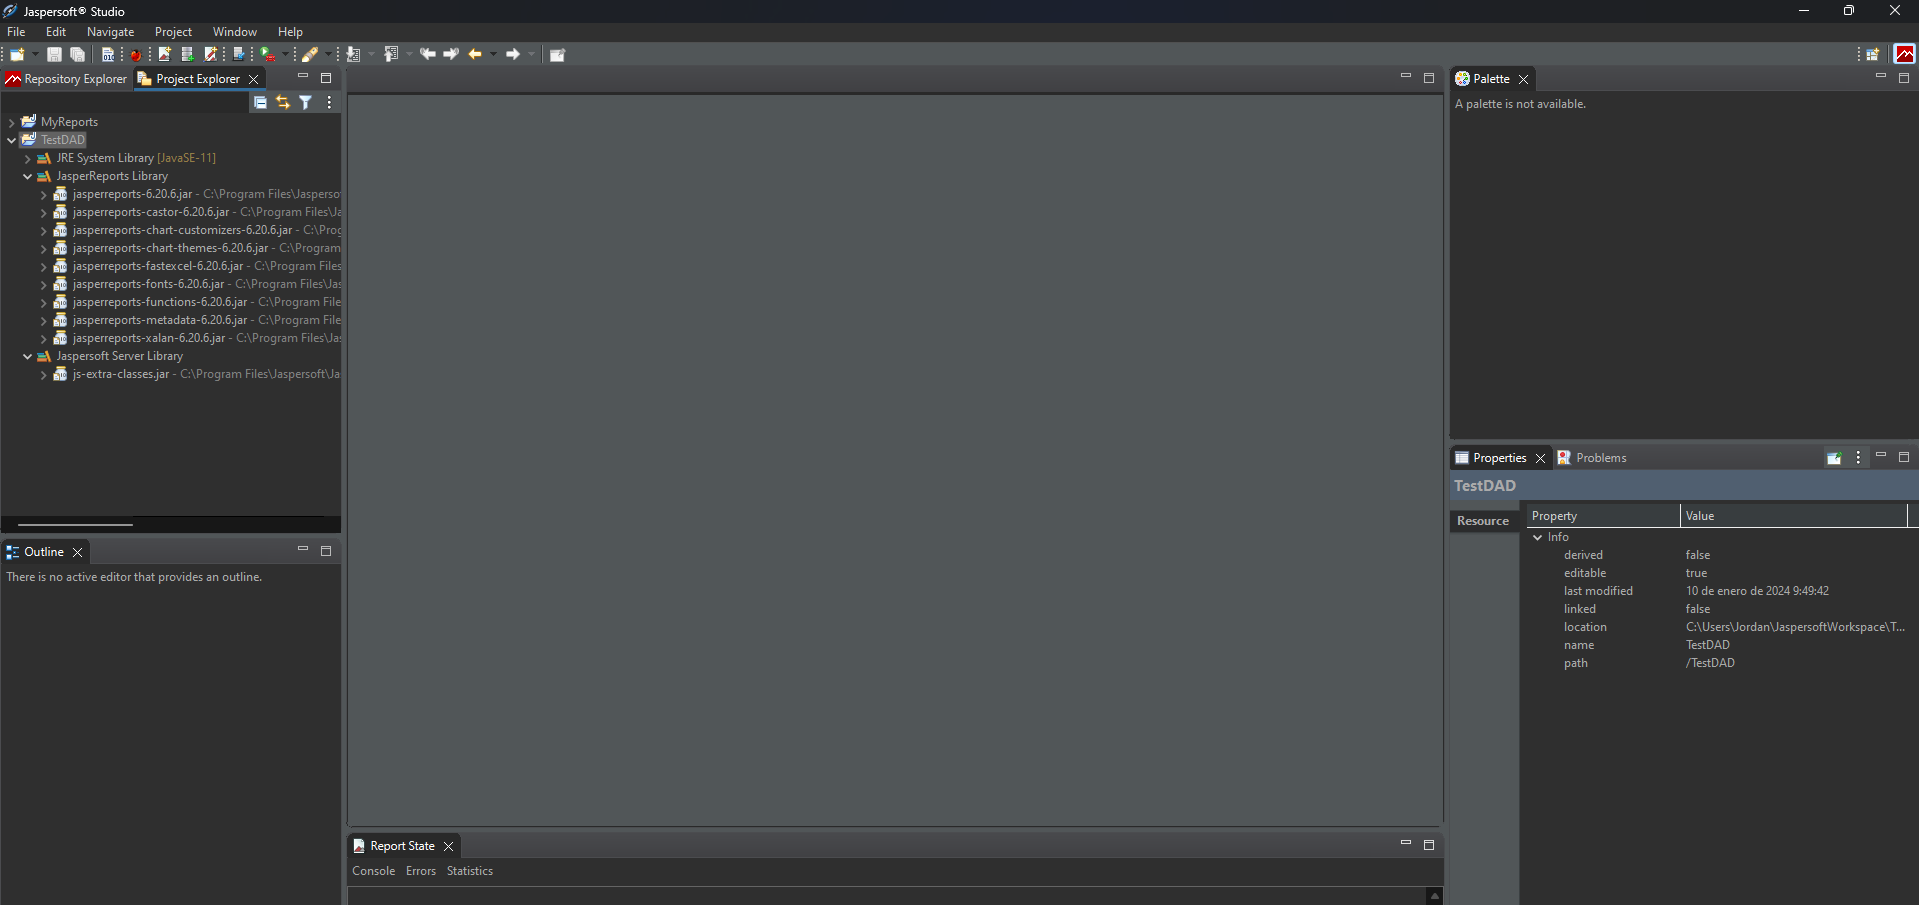 Jaspersoft® Studio
File Edit Navigate Project Window Help
Repository Explorer
Project Explorer
MyReports
TestDAD
JRE System Library [JavaSE-11]
JasperReports Library
jasperreports-6.20.6.jar - C:\Program Files\Jasperso
jasperreports-castor-6.20.6.jar - C:\Program Files\Ja
jasperreports-chart-customizers-6.20.6.jar - C:\Prog
jasperreports-chart-themes-6.20.6.jar - C:\Program
jasperreports-fastexcel-6.20.6.jar - C:\Program Files
jasperreports-fonts-6.20.6.jar - C:\Program Files\Jas
jasperreports-functions-6.20.6.jar - C:\Program File
jasperreports-metadata-6.20.6.jar - C:\Program File
jasperreports-xalan-6.20.6.jar - C:\Program Files\Ja
Jaspersoft Server Library
js-extra-classes.jar - C:\Program Files\Jaspersoft\Ja
Outline
There is no active editor that provides an outline.
Report State
Console Errors Statistics
Palette
A palette is not available.
Properties
Problems
TestDAD
Resource
Property Value
Info
derived false
editable true
last modified 10 de enero de 2024 9:49:42
linked false
location C:\Users\Jordan\JaspersoftWorkspace\T...
name TestDAD
path /TestDAD